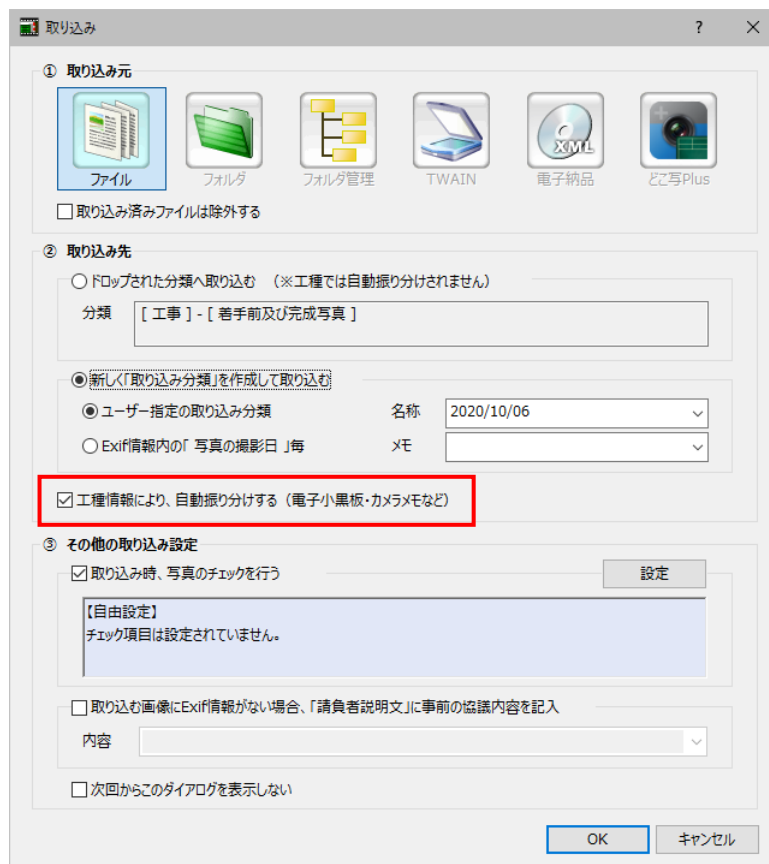 取り込み
① 取り込み元
ファイル
フォルダ
フォルダ管理
TWAIN
XML
電子納品
どこ写Plus
取り込み済みファイルは除外する
② 取り込み先
ドロップされた分類へ取り込む （※工種では自動振り分けされません）
分類 [ 工事 ] - [ 着手前及び完成写真 ]
新しく「取り込み分類」を作成して取り込む
ユーザー指定の取り込み分類 名称 2020/10/06
Exif情報内の「 写真の撮影日 」毎 メモ
工種情報により、自動振り分けする（電子小黒板・カメラメモなど）
③ その他の取り込み設定
取り込み時、写真のチェックを行う 設定
【自由設定】
チェック項目は設定されていません。
取り込む画像にExif情報がない場合、「請負者説明文」に事前の協議内容を記入
内容
次回からこのダイアログを表示しない
OK キャンセル